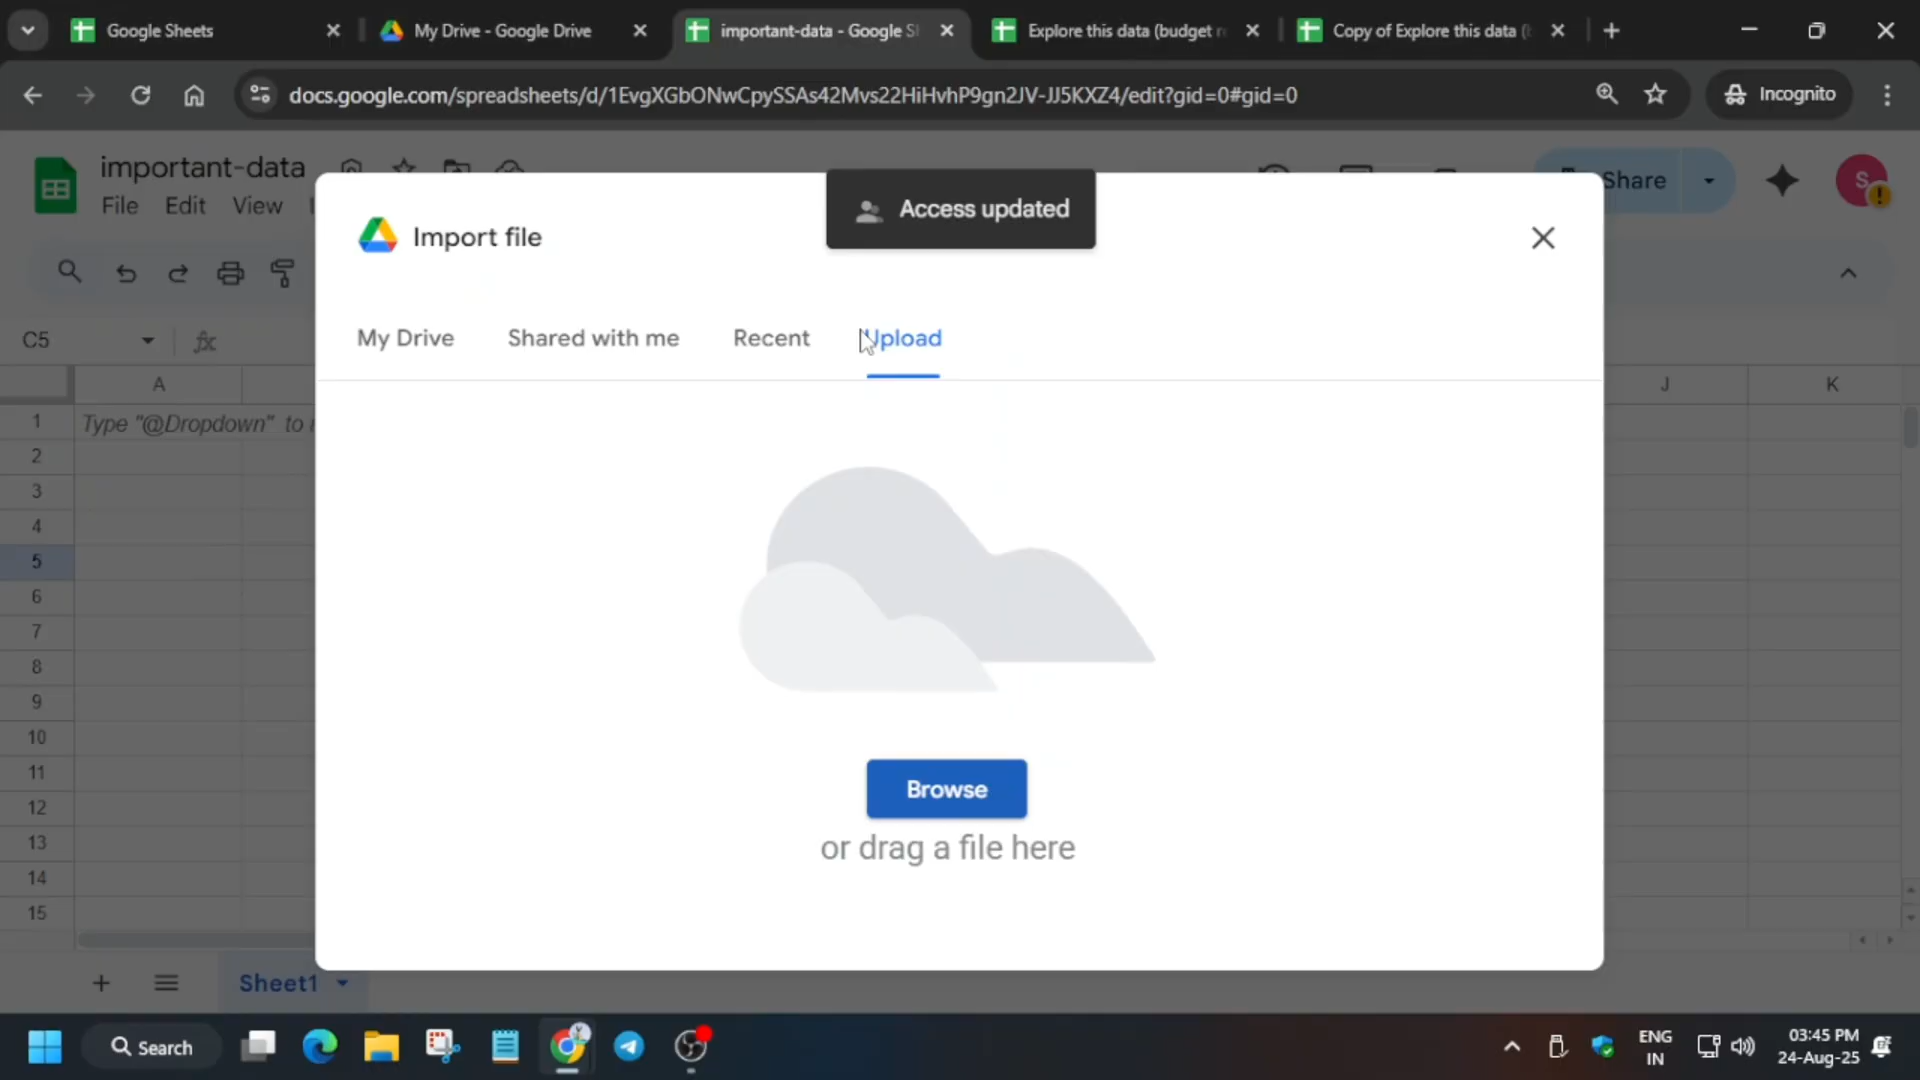 Google Sheets
My Drive - Google Drive
important-data - Google S
Explore this data (budget r
Copy of Explore this data (
docs.google.com/spreadsheets/d/1EvgXGbONwCpySSAs42Mvs22HiHvhP9gn2JV-JJ5KXZ4/edit?gid=0#gid=0
Incognito
important-data
File Edit View
Share
S
Access updated
Import file
My Drive Shared with me Recent Upload
C5
fx
A J K
1 Type "@Dropdown" to
2
3
4
5
6
7
8
9
10
11
12
13
14
15
Browse
or drag a file here
Sheet1
Search
ENG
IN
03:45 PM
24-Aug-25